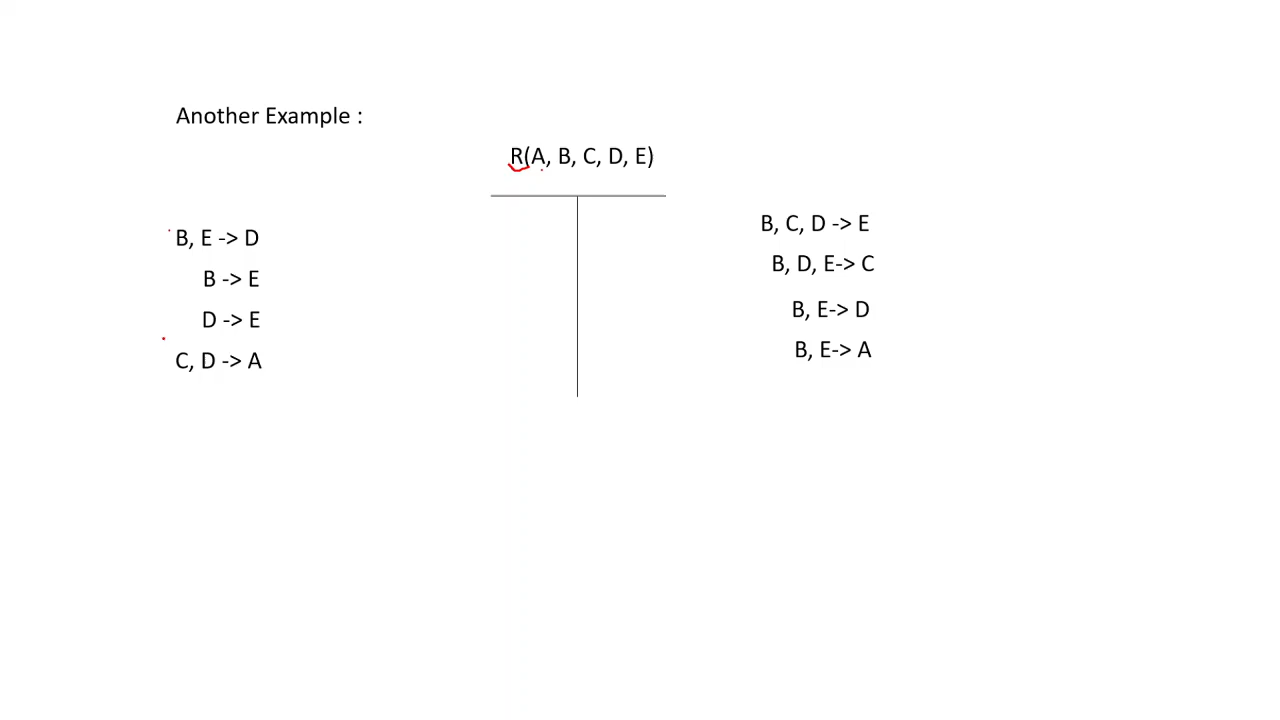 Another Example :
R(A, B, C, D, E)
B, E -> D
B -> E
D -> E
C, D -> A
B, C, D -> E
B, D, E-> C
B, E-> D
B, E-> A